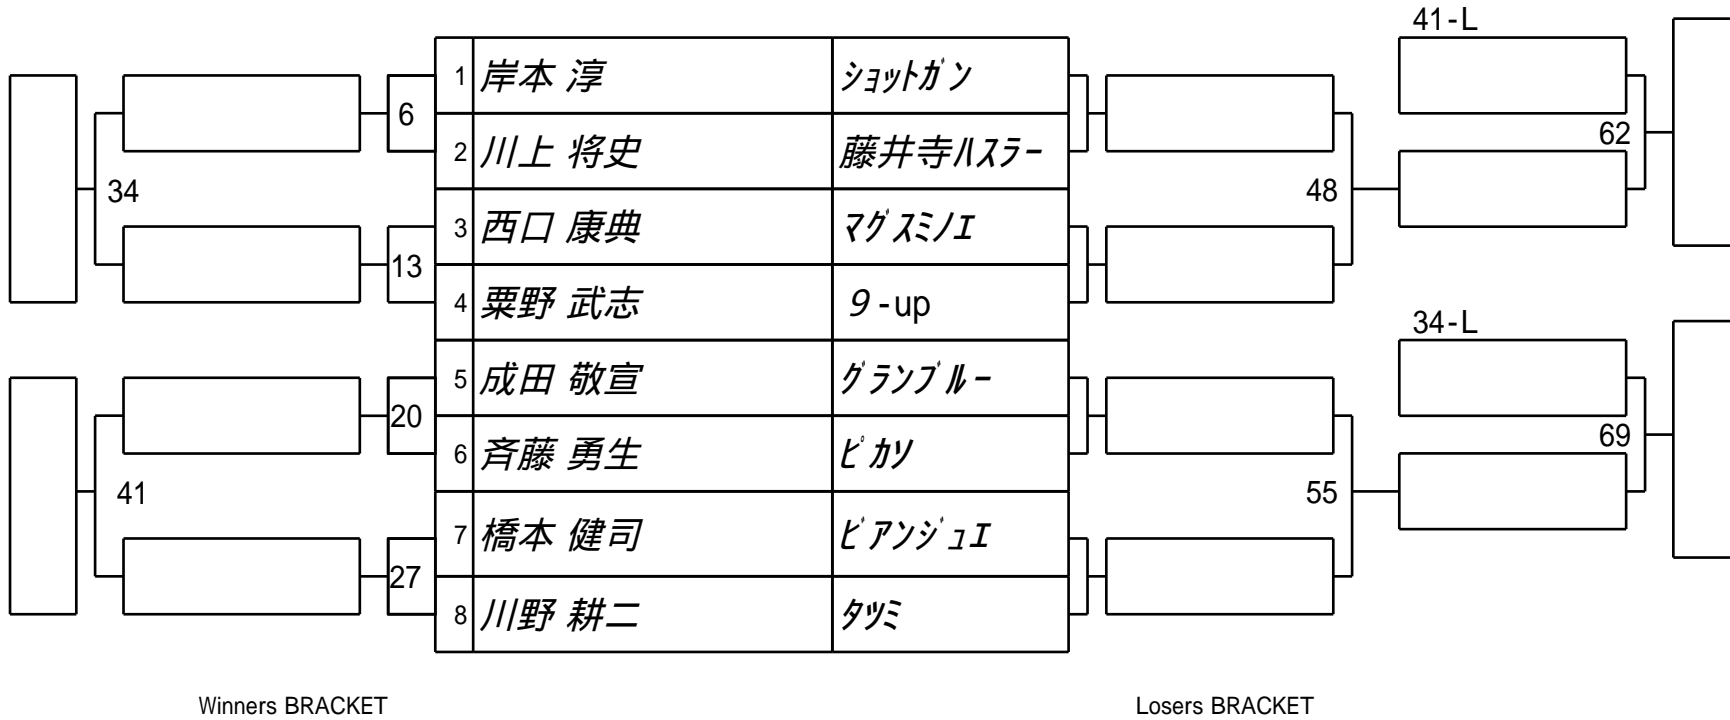 41-L
1 岸本 淳 ショットガン
6
2 川上 将史 藤井寺ハスラー
62
34
48
3 西口 康典 マグスミノエ
13
4 粟野 武志 9-up
34-L
5 成田 敬宣 グランブルー
20
6 斉藤 勇生 ピカソ
69
41
55
7 橋本 健司 ビアンジュエ
27
8 川野 耕二 タツミ
Winners BRACKET
Losers BRACKET